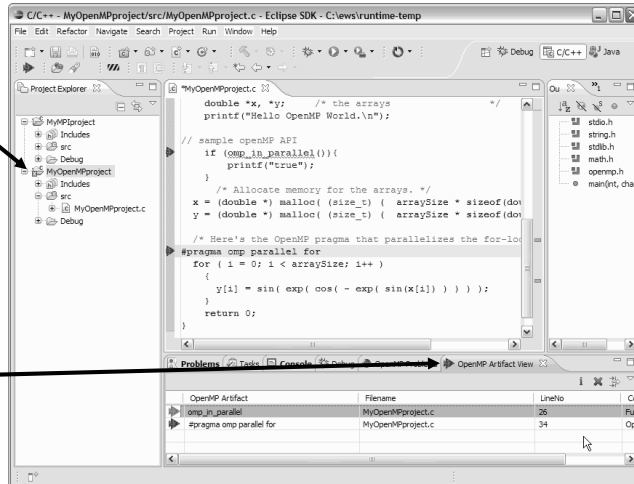 C/C++ - MyOpenMPproject/src/MyOpenMPproject.c - Eclipse SDK - C:\ews\runtime-temp
File Edit Refactor Navigate Search Project Run Window Help
Debug C/C++ Java
Project Explorer
MyMPIproject
Includes
src
Debug
MyOpenMPproject
Includes
src
MyOpenMPproject.c
Debug
*MyOpenMPproject.c
double *x, *y; /* the arrays */
printf("Hello OpenMP World.\n");
// sample openMP API
if (omp_in_parallel()){
printf("true");
}
/* Allocate memory for the arrays. */
x = (double *) malloc( (size_t) ( arraySize * sizeof(dou
y = (double *) malloc( (size_t) ( arraySize * sizeof(dou
/* Here's the OpenMP pragma that parallelizes the for-loo
#pragma omp parallel for
for ( i = 0; i < arraySize; i++ )
{
y[i] = sin( exp( cos( - exp( sin(x[i]) ) ) ) );
}
return 0;
}
Ou
stdio.h
string.h
stdlib.h
math.h
openmp.h
main(int, cha
Problems Tasks Console Debug OpenMP Artifact View
OpenMP Artifact Filename LineNo
omp_in_parallel MyOpenMPproject.c 26 Fu
#pragma omp parallel for MyOpenMPproject.c 34 Op